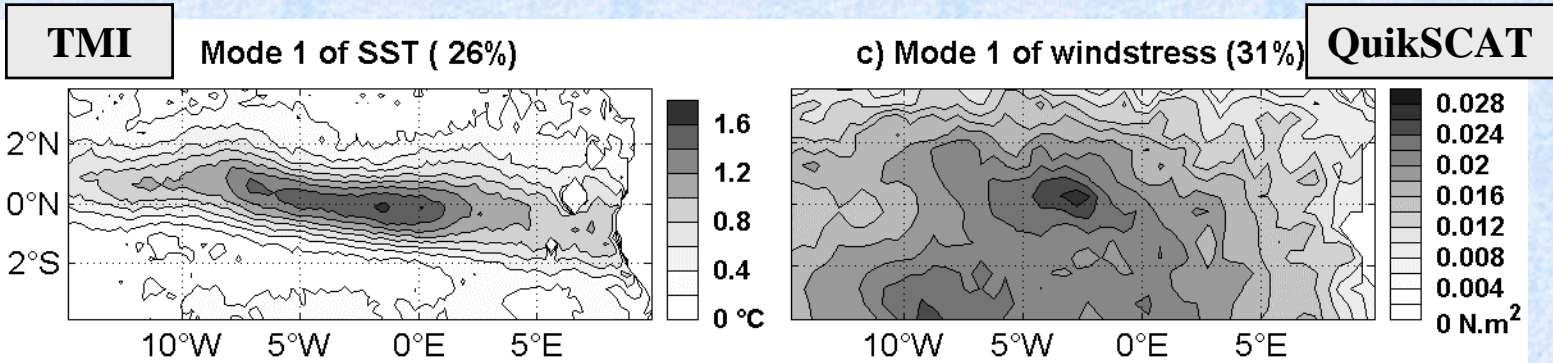 TMI
Mode 1 of SST ( 26%)
2°N
0°N
2°S
10°W 5°W 0°E 5°E
1.6
1.2
0.8
0.4
0 °C
c) Mode 1 of windstress (31%)
QuikSCAT
10°W 5°W 0°E 5°E
0.028
0.024
0.02
0.016
0.012
0.008
0.004
0 N.m²